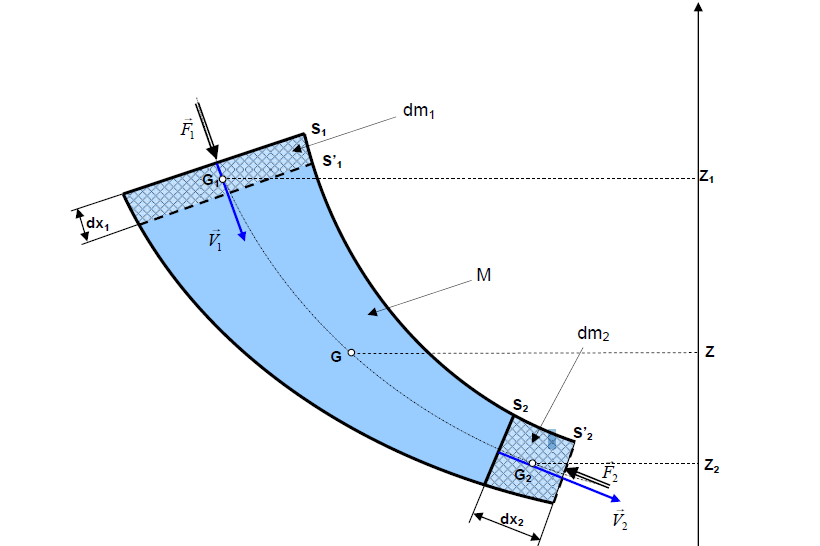 dm₁
S₁
F⃗₁
S'₁
G₁
Z₁
dx₁
V⃗₁
M
dm₂
G
Z
S₂
S'₂
Z₂
G₂
F⃗₂
dx₂
V⃗₂